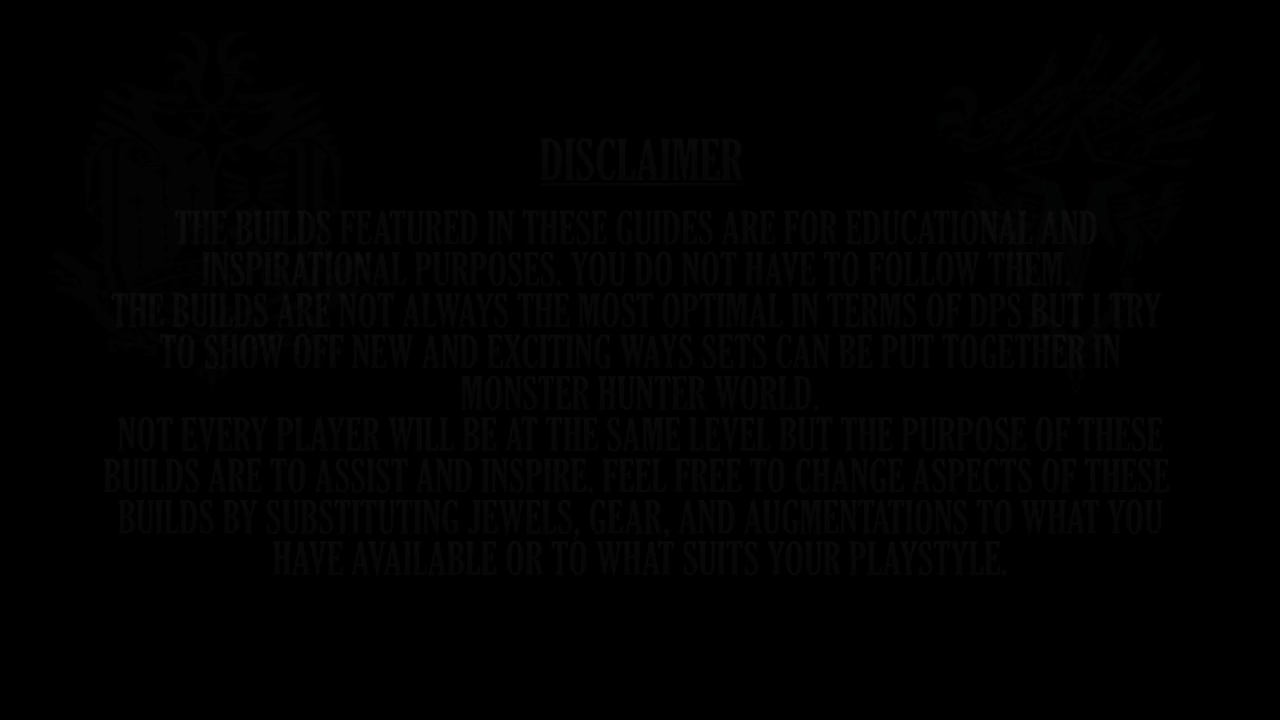 DISCLAIMER
THE BUILDS FEATURED IN THESE GUIDES ARE FOR EDUCATIONAL AND
INSPIRATIONAL PURPOSES. YOU DO NOT HAVE TO FOLLOW THEM.
THE BUILDS ARE NOT ALWAYS THE MOST OPTIMAL IN TERMS OF DPS BUT I TRY
TO SHOW OFF NEW AND EXCITING WAYS SETS CAN BE PUT TOGETHER IN
MONSTER HUNTER WORLD.
NOT EVERY PLAYER WILL BE AT THE SAME LEVEL BUT THE PURPOSE OF THESE
BUILDS ARE TO ASSIST AND INSPIRE, FEEL FREE TO CHANGE ASPECTS OF THESE
BUILDS BY SUBSTITUTING JEWELS, GEAR, AND AUGMENTATIONS TO WHAT YOU
HAVE AVAILABLE OR TO WHAT SUITS YOUR PLAYSTYLE.